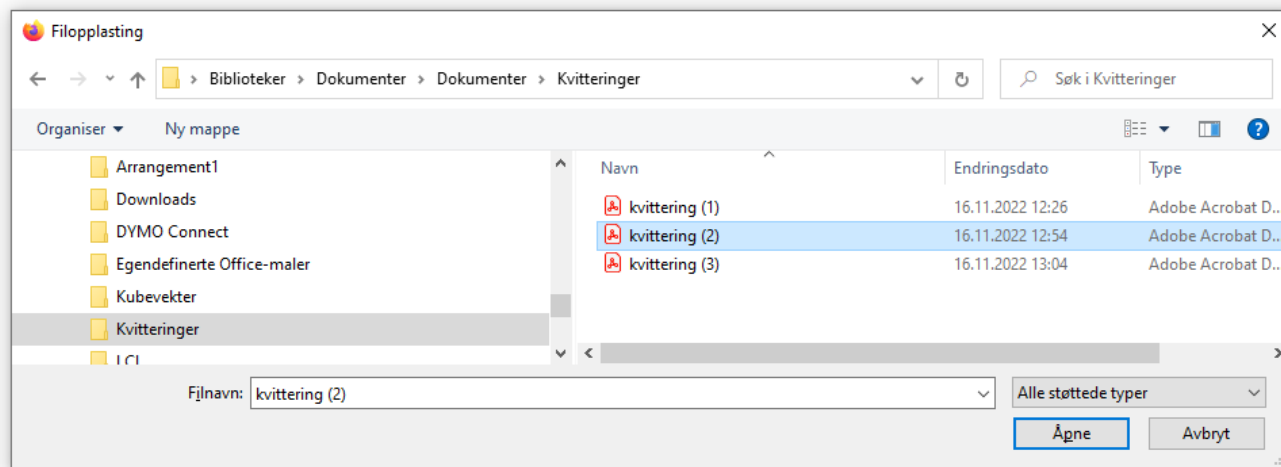 Filopplasting
Biblioteker > Dokumenter > Dokumenter > Kvitteringer
Søk i Kvitteringer
Organiser
Ny mappe
Arrangement1
Downloads
DYMO Connect
Egendefinerte Office-maler
Kubevekter
Kvitteringer
LCL
Navn Endringsdato Type
kvittering (1) 16.11.2022 12:26 Adobe Acrobat D...
kvittering (2) 16.11.2022 12:54 Adobe Acrobat D...
kvittering (3) 16.11.2022 13:04 Adobe Acrobat D...
Filnavn: kvittering (2)
Alle støttede typer
Åpne
Avbryt